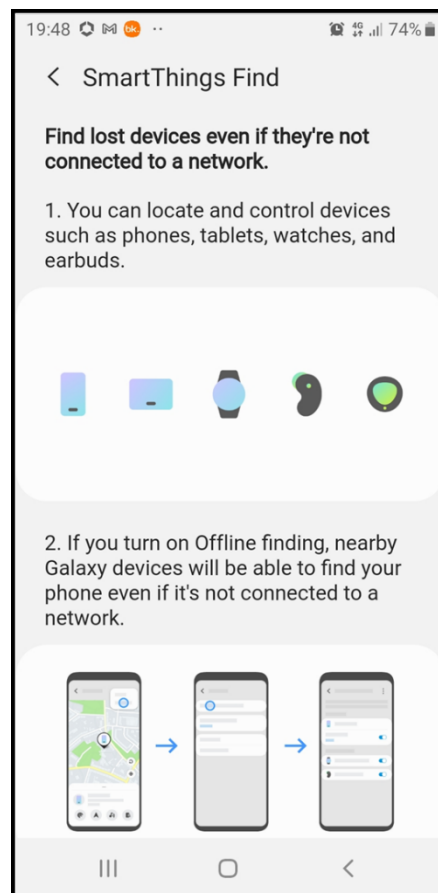 19:48 bk. 4G 74%
SmartThings Find
Find lost devices even if they're not
connected to a network.
1. You can locate and control devices
such as phones, tablets, watches, and
earbuds.
2. If you turn on Offline finding, nearby
Galaxy devices will be able to find your
phone even if it's not connected to a
network.